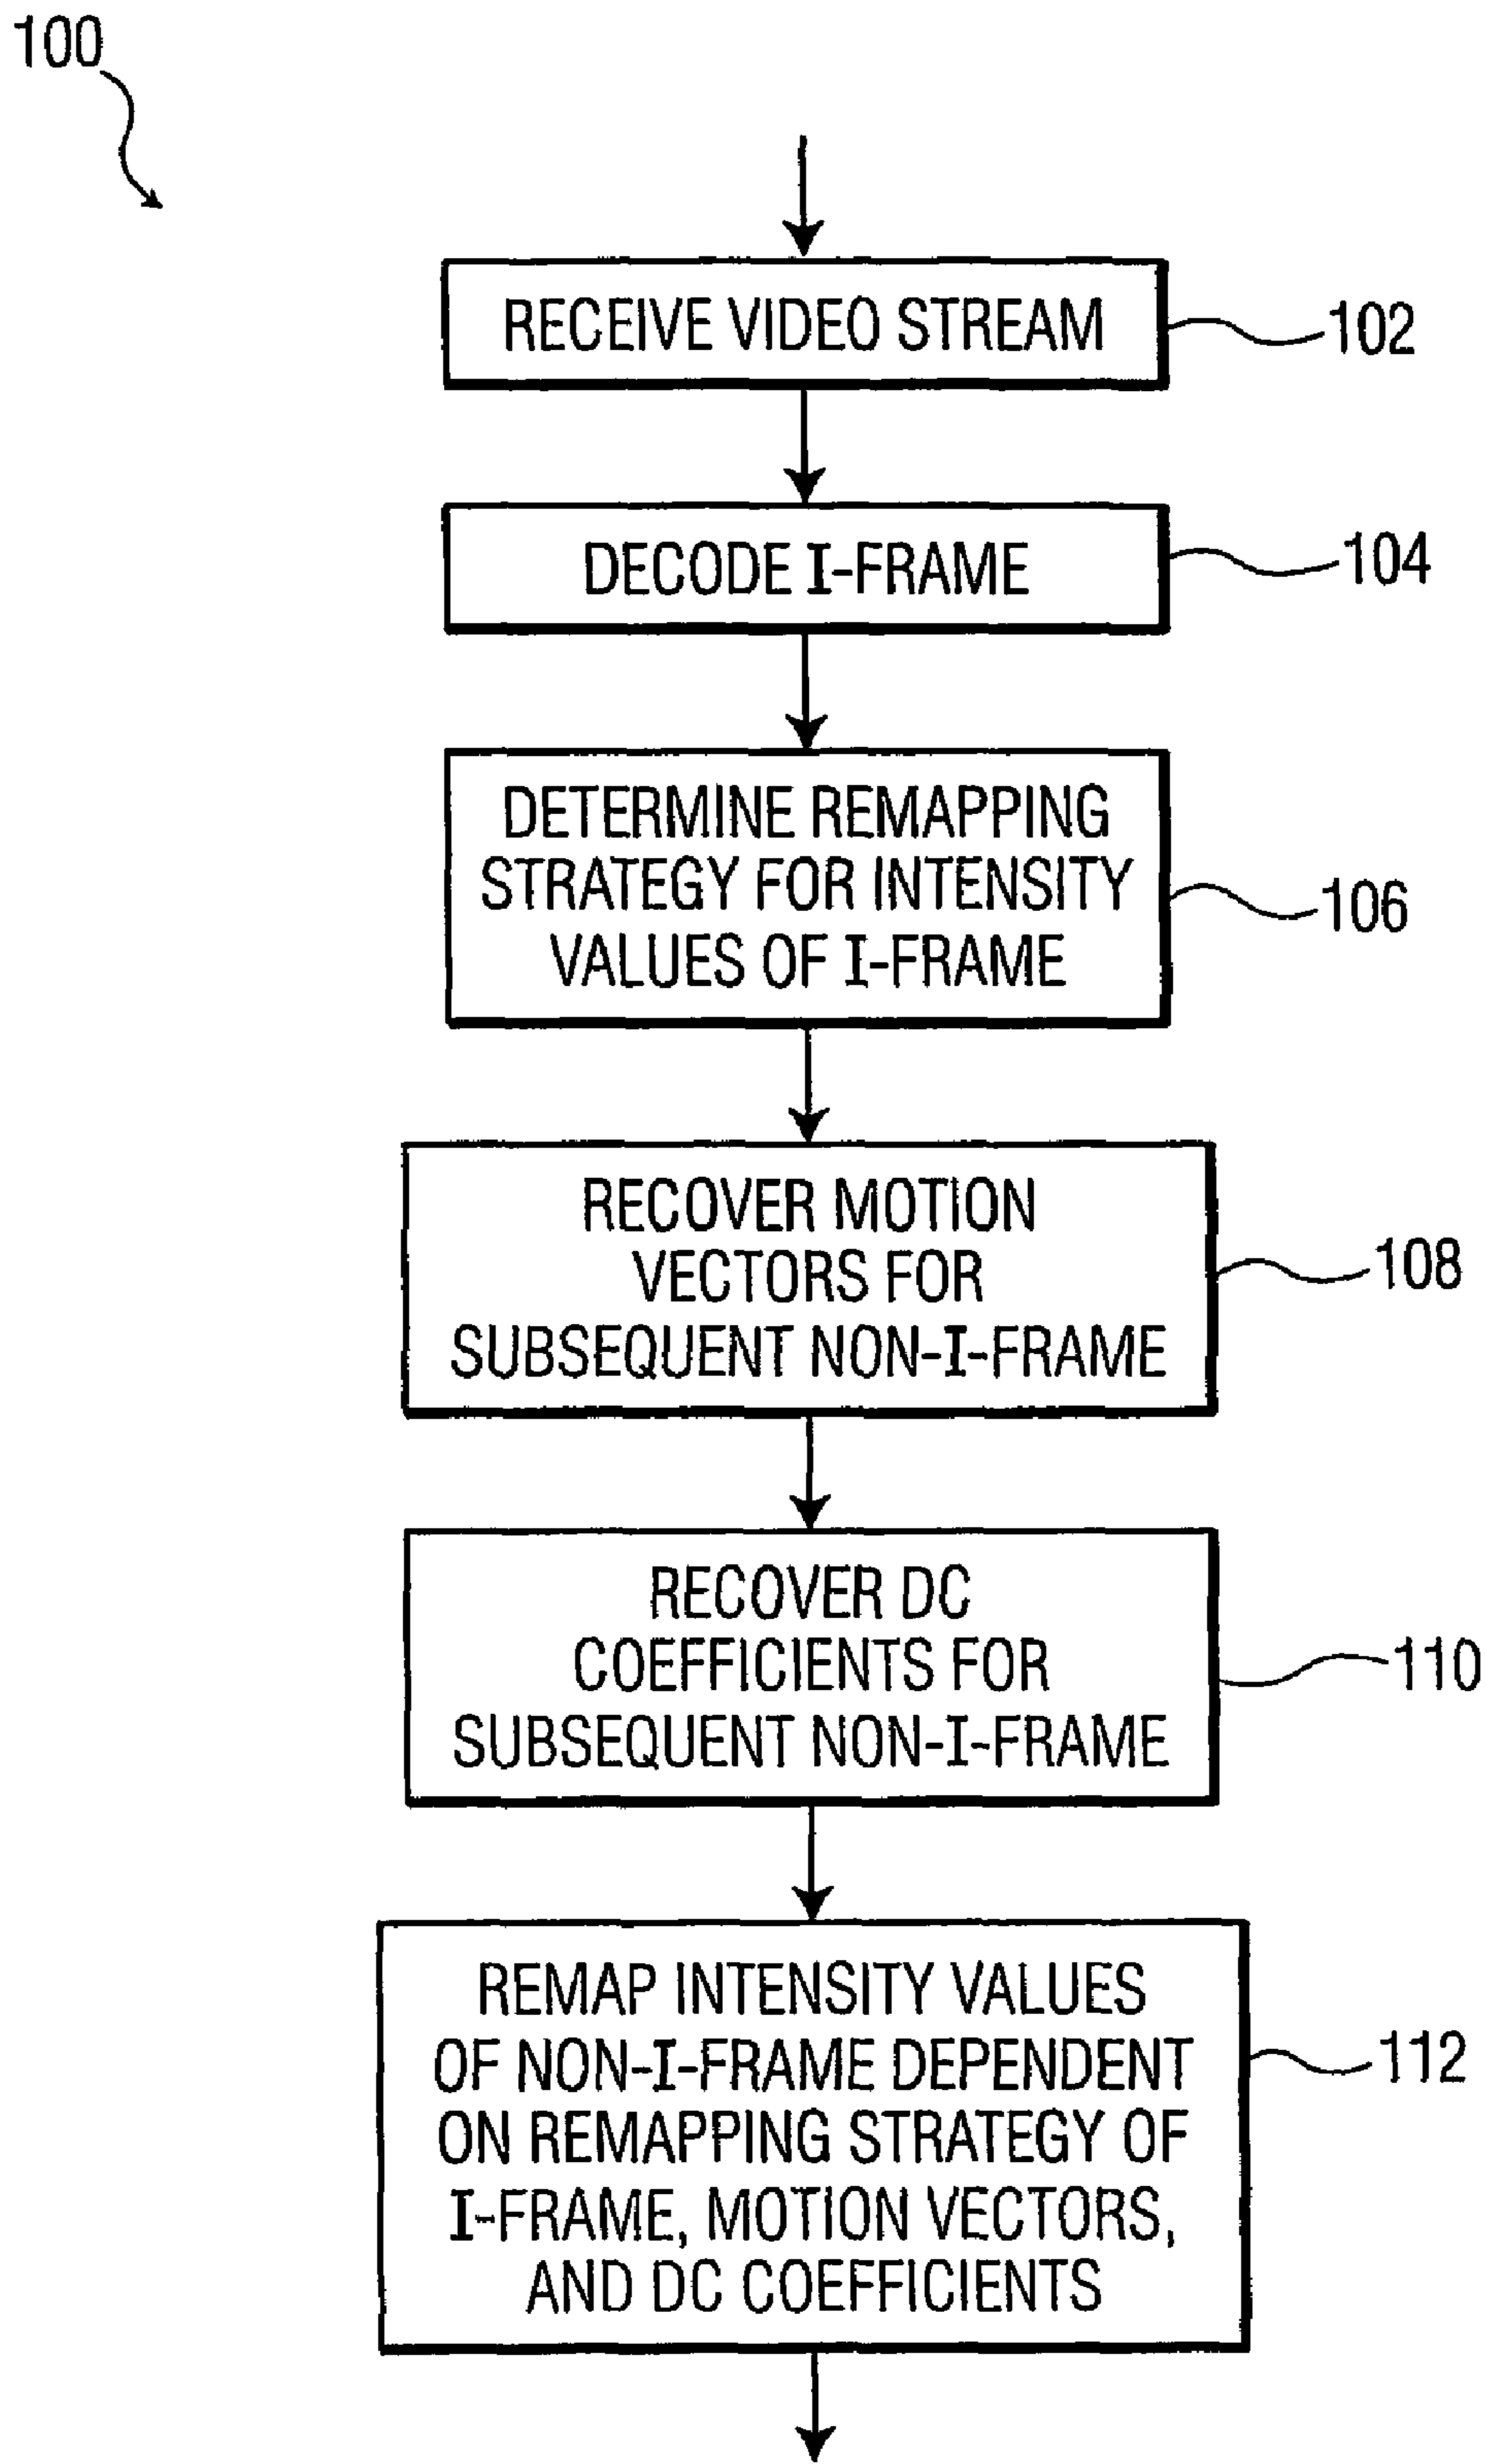 100
RECEIVE VIDEO STREAM
102
DECODE I-FRAME
104
DETERMINE REMAPPING
STRATEGY FOR INTENSITY
VALUES OF I-FRAME
106
RECOVER MOTION
VECTORS FOR
SUBSEQUENT NON-I-FRAME
108
RECOVER DC
COEFFICIENTS FOR
SUBSEQUENT NON-I-FRAME
110
REMAP INTENSITY VALUES
OF NON-I-FRAME DEPENDENT
ON REMAPPING STRATEGY OF
I-FRAME, MOTION VECTORS,
AND DC COEFFICIENTS
112